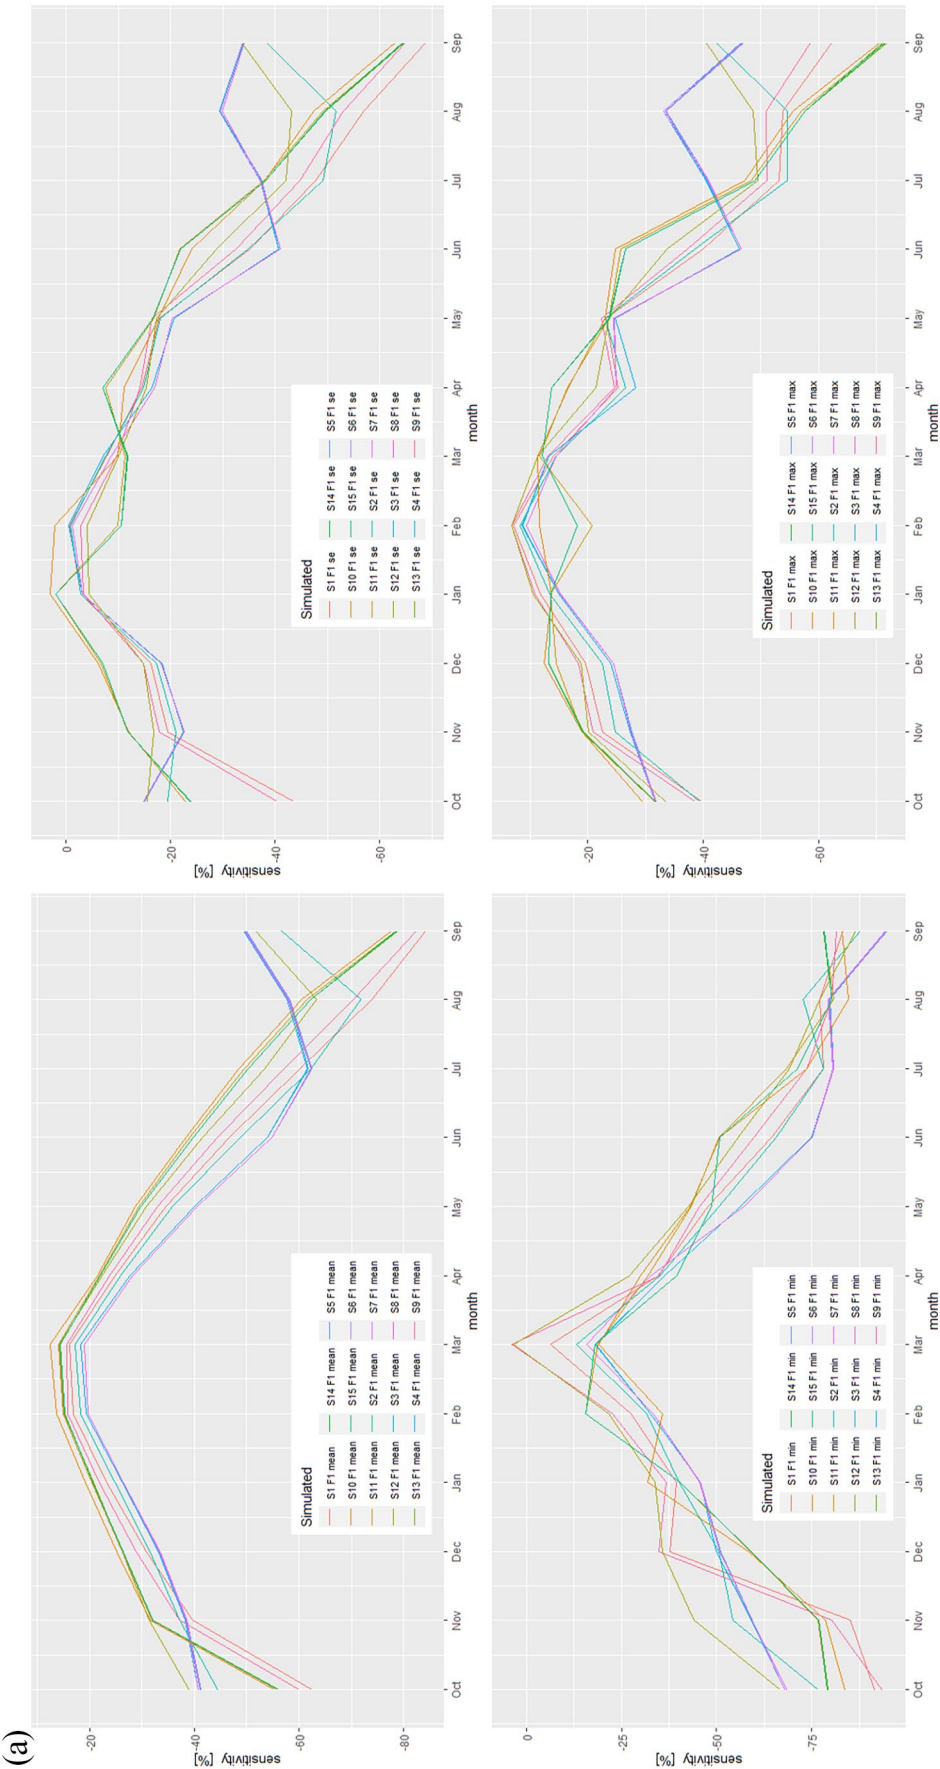 (a)
-20
-40
-60
-80
sensitivity [%]
Simulated
S1 F1 mean S14 F1 mean S5 F1 mean
S10 F1 mean S15 F1 mean S6 F1 mean
S11 F1 mean S2 F1 mean S7 F1 mean
S12 F1 mean S3 F1 mean S8 F1 mean
S13 F1 mean S4 F1 mean S9 F1 mean
month
0
-20
-40
-60
sensitivity [%]
Simulated
S1 F1 se S14 F1 se S5 F1 se
S10 F1 se S15 F1 se S6 F1 se
S11 F1 se S2 F1 se S7 F1 se
S12 F1 se S3 F1 se S8 F1 se
S13 F1 se S4 F1 se S9 F1 se
Oct Nov Dec Jan Feb Mar Apr May Jun Jul Aug Sep
month
Oct Nov Dec Jan Feb Mar Apr May Jun Jul Aug Sep
0
-25
-50
-75
sensitivity [%]
Simulated
S1 F1 min S14 F1 min S5 F1 min
S10 F1 min S15 F1 min S6 F1 min
S11 F1 min S2 F1 min S7 F1 min
S12 F1 min S3 F1 min S8 F1 min
S13 F1 min S4 F1 min S9 F1 min
Oct Nov Dec Jan Feb Mar Apr May Jun Jul Aug Sep
month
-20
-40
-60
sensitivity [%]
Simulated
S1 F1 max S14 F1 max S5 F1 max
S10 F1 max S15 F1 max S6 F1 max
S11 F1 max S2 F1 max S7 F1 max
S12 F1 max S3 F1 max S8 F1 max
S13 F1 max S4 F1 max S9 F1 max
Oct Nov Dec Jan Feb Mar Apr May Jun Jul Aug Sep
month